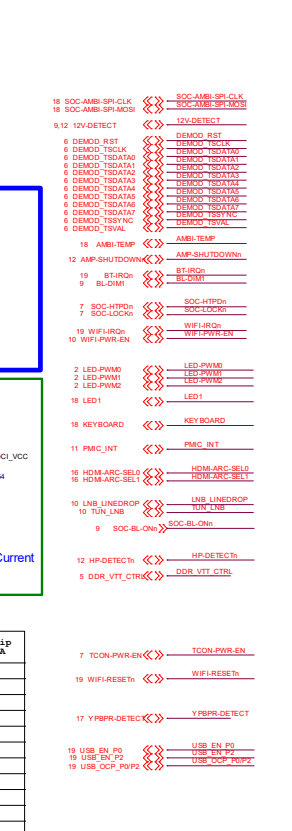 18 SOC-AMBI-SPI-CLK SOC-AMBI-SPI-CLK
18 SOC-AMBI-SPI-MOSI SOC-AMBI-SPI-MOSI
9,12 12V-DETECT 12V-DETECT
6 DEMOD_RST DEMOD_RST
6 DEMOD_TSCLK DEMOD_TSCLK
6 DEMOD_TSDATA0 DEMOD_TSDATA0
6 DEMOD_TSDATA1 DEMOD_TSDATA1
6 DEMOD_TSDATA2 DEMOD_TSDATA2
6 DEMOD_TSDATA3 DEMOD_TSDATA3
6 DEMOD_TSDATA4 DEMOD_TSDATA4
6 DEMOD_TSDATA5 DEMOD_TSDATA5
6 DEMOD_TSDATA6 DEMOD_TSDATA6
6 DEMOD_TSDATA7 DEMOD_TSDATA7
6 DEMOD_TSSYNC DEMOD_TSSYNC
6 DEMOD_TSVAL DEMOD_TSVAL
18 AMBI-TEMP AMBI-TEMP
12 AMP-SHUTDOWNn AMP-SHUTDOWNn
19 BT-IRQn BT-IRQn
9 BL-DIM1 BL-DIM1
7 SOC-HTPDn SOC-HTPDn
7 SOC-LOCKn SOC-LOCKn
19 WIFI-IRQn WIFI-IRQn
10 WIFI-PWR-EN WIFI-PWR-EN
2 LED-PWM0 LED-PWM0
2 LED-PWM1 LED-PWM1
2 LED-PWM2 LED-PWM2
18 LED1 LED1
18 KEYBOARD KEYBOARD
11 PMIC_INT PMIC_INT
CI_VCC
16 HDMI-ARC-SEL0 HDMI-ARC-SEL0
16 HDMI-ARC-SEL1 HDMI-ARC-SEL1
10 LNB_LINEDROP LNB_LINEDROP
10 TUN_LNB TUN_LNB
9 SOC-BL-ONn SOC-BL-ONn
Current
12 HP-DETECTn HP-DETECTn
5 DDR_VTT_CTRL DDR_VTT_CTRL
ip
A
7 TCON-PWR-EN TCON-PWR-EN
19 WIFI-RESETn WIFI-RESETn
17 YPBPR-DETECT YPBPR-DETECT
19 USB_EN_P0 USB_EN_P0
19 USB_EN_P2 USB_EN_P2
19 USB_OCP_P0/P2 USB_OCP_P0/P2